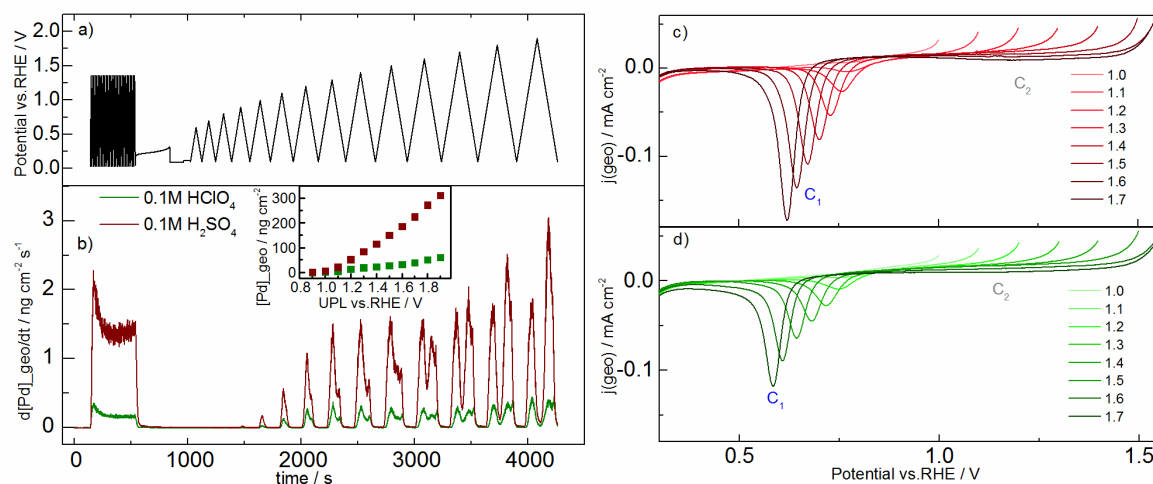 a)
Potential vs.RHE / V
2.0
1.5
1.0
0.5
0.0
b)
0.1M HClO4
0.1M H2SO4
d[Pd]_geo/dt / ng cm-2 s-1
3
2
1
0
[Pd]_geo / ng cm-2
300
250
200
150
100
50
0
0.8 1.0 1.2 1.4 1.6 1.8 2.0
UPL vs.RHE / V
0 1000 2000 3000 4000
time / s
c)
j(geo) / mA cm-2
0.0
-0.1
C1
C2
1.0
1.1
1.2
1.3
1.4
1.5
1.6
1.7
d)
j(geo) / mA cm-2
0.0
-0.1
C1
C2
1.0
1.1
1.2
1.3
1.4
1.5
1.6
1.7
0.5 1.0 1.5
Potential vs.RHE / V